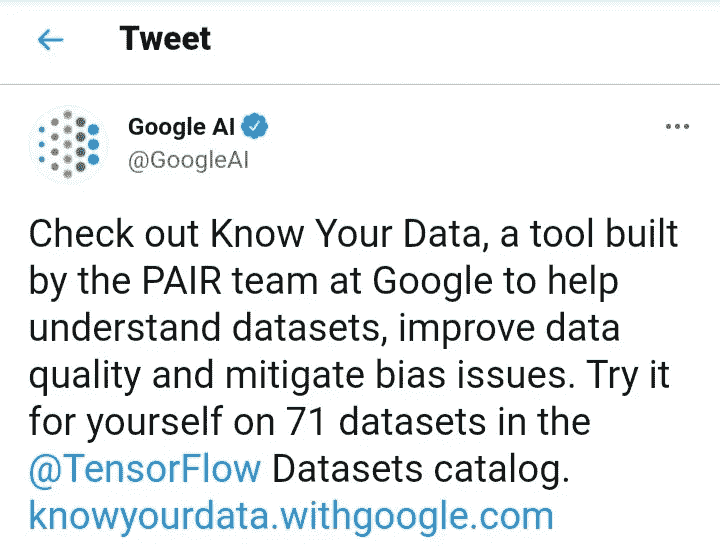 Tweet
Google AI
@GoogleAI
Check out Know Your Data, a tool built
by the PAIR team at Google to help
understand datasets, improve data
quality and mitigate bias issues. Try it
for yourself on 71 datasets in the
@TensorFlow Datasets catalog.
knowyourdata.withgoogle.com